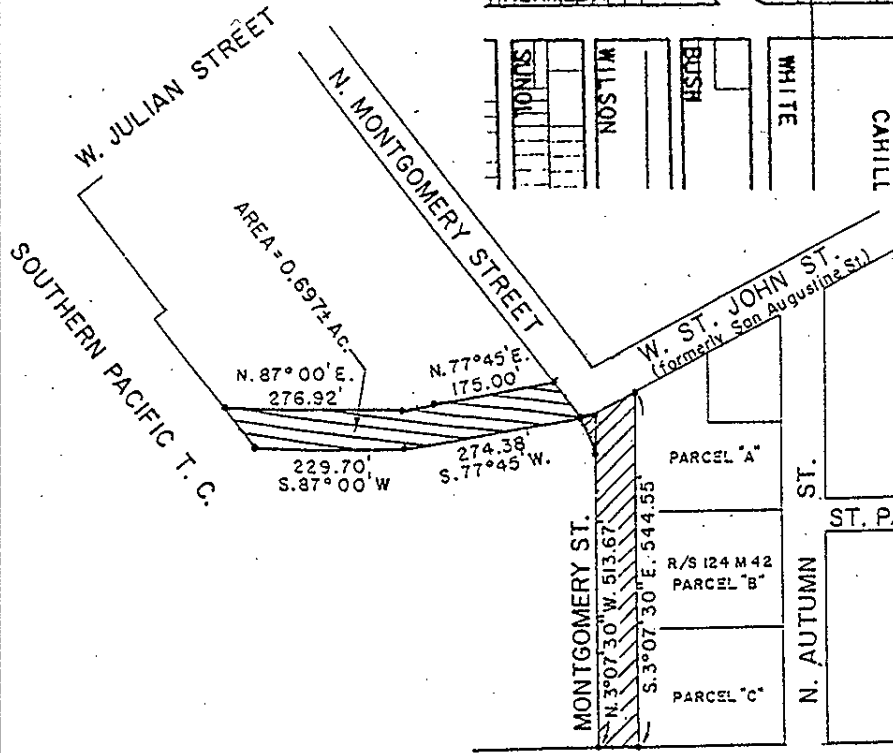 W. JULIAN STREET
N. MONTGOMERY STREET
SUNOL
WILSON
BUSH
WHITE
CAHILL
SOUTHERN PACIFIC T. C.
AREA = 0.697± Ac.
W. ST. JOHN ST.
(formerly San Augustine St.)
N. 87° 00' E.
276.92'
N. 77° 45' E.
175.00'
229.70'
S. 87° 00' W
274.38'
S. 77° 45' W.
MONTGOMERY ST.
N. 3° 07' 30" W. 513.67'
S. 3° 07' 30" E. 544.55'
PARCEL "A"
R/S 124 M 42
PARCEL "B"
PARCEL "C"
N. AUTUMN ST.
ST. PA